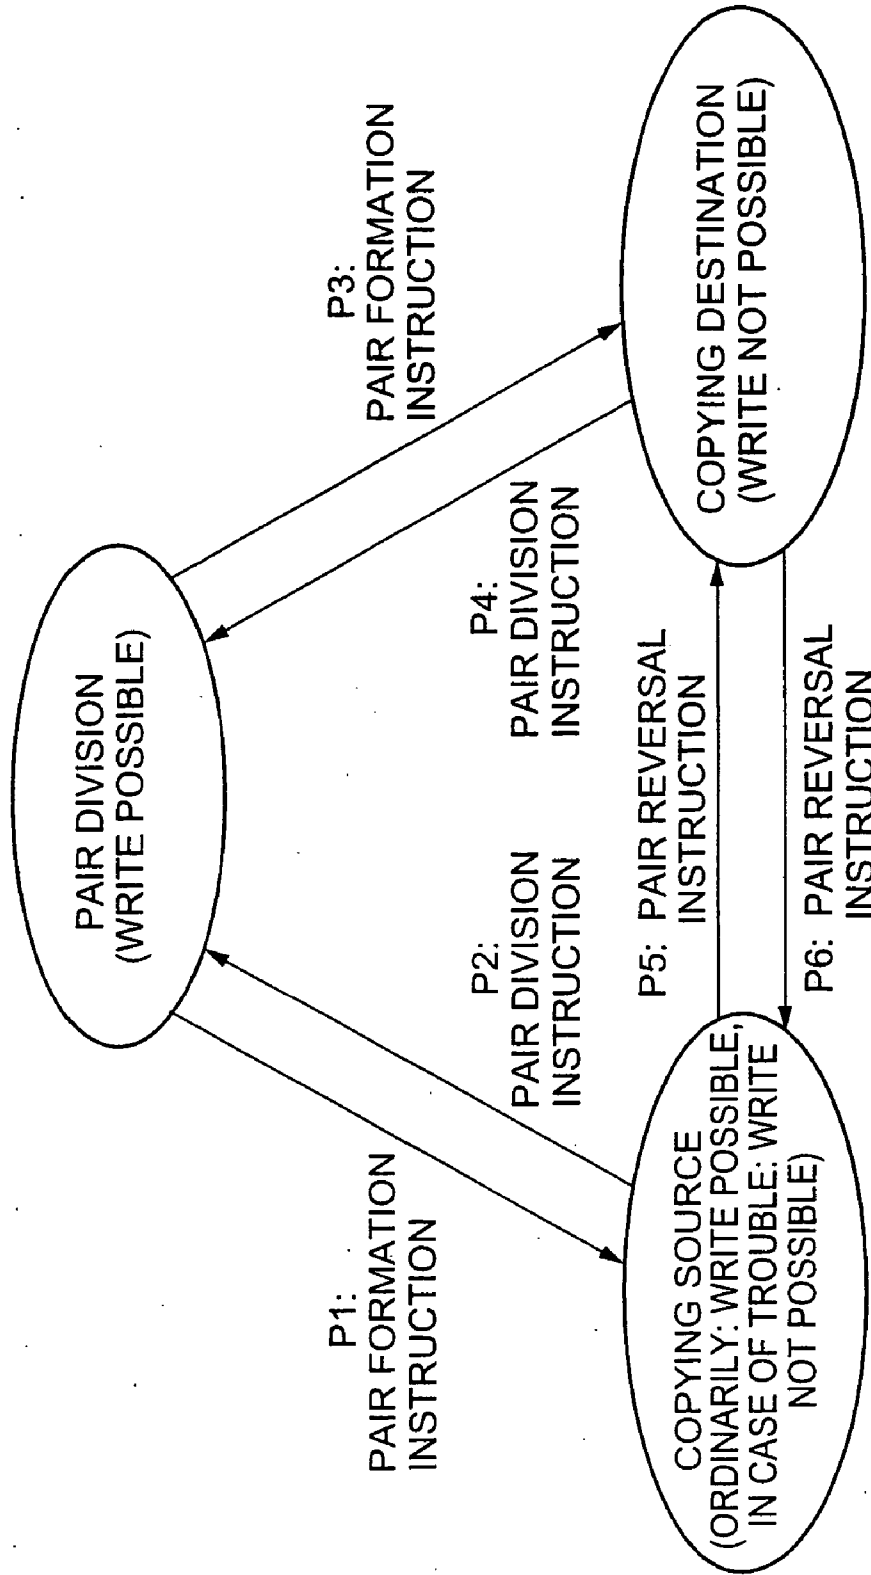 PAIR DIVISION
(WRITE POSSIBLE)
P1:
PAIR FORMATION
INSTRUCTION
P2:
PAIR DIVISION
INSTRUCTION
P3:
PAIR FORMATION
INSTRUCTION
P4:
PAIR DIVISION
INSTRUCTION
P5: PAIR REVERSAL
INSTRUCTION
P6: PAIR REVERSAL
INSTRUCTION
COPYING SOURCE
(ORDINARILY: WRITE POSSIBLE,
IN CASE OF TROUBLE: WRITE
NOT POSSIBLE)
COPYING DESTINATION
(WRITE NOT POSSIBLE)